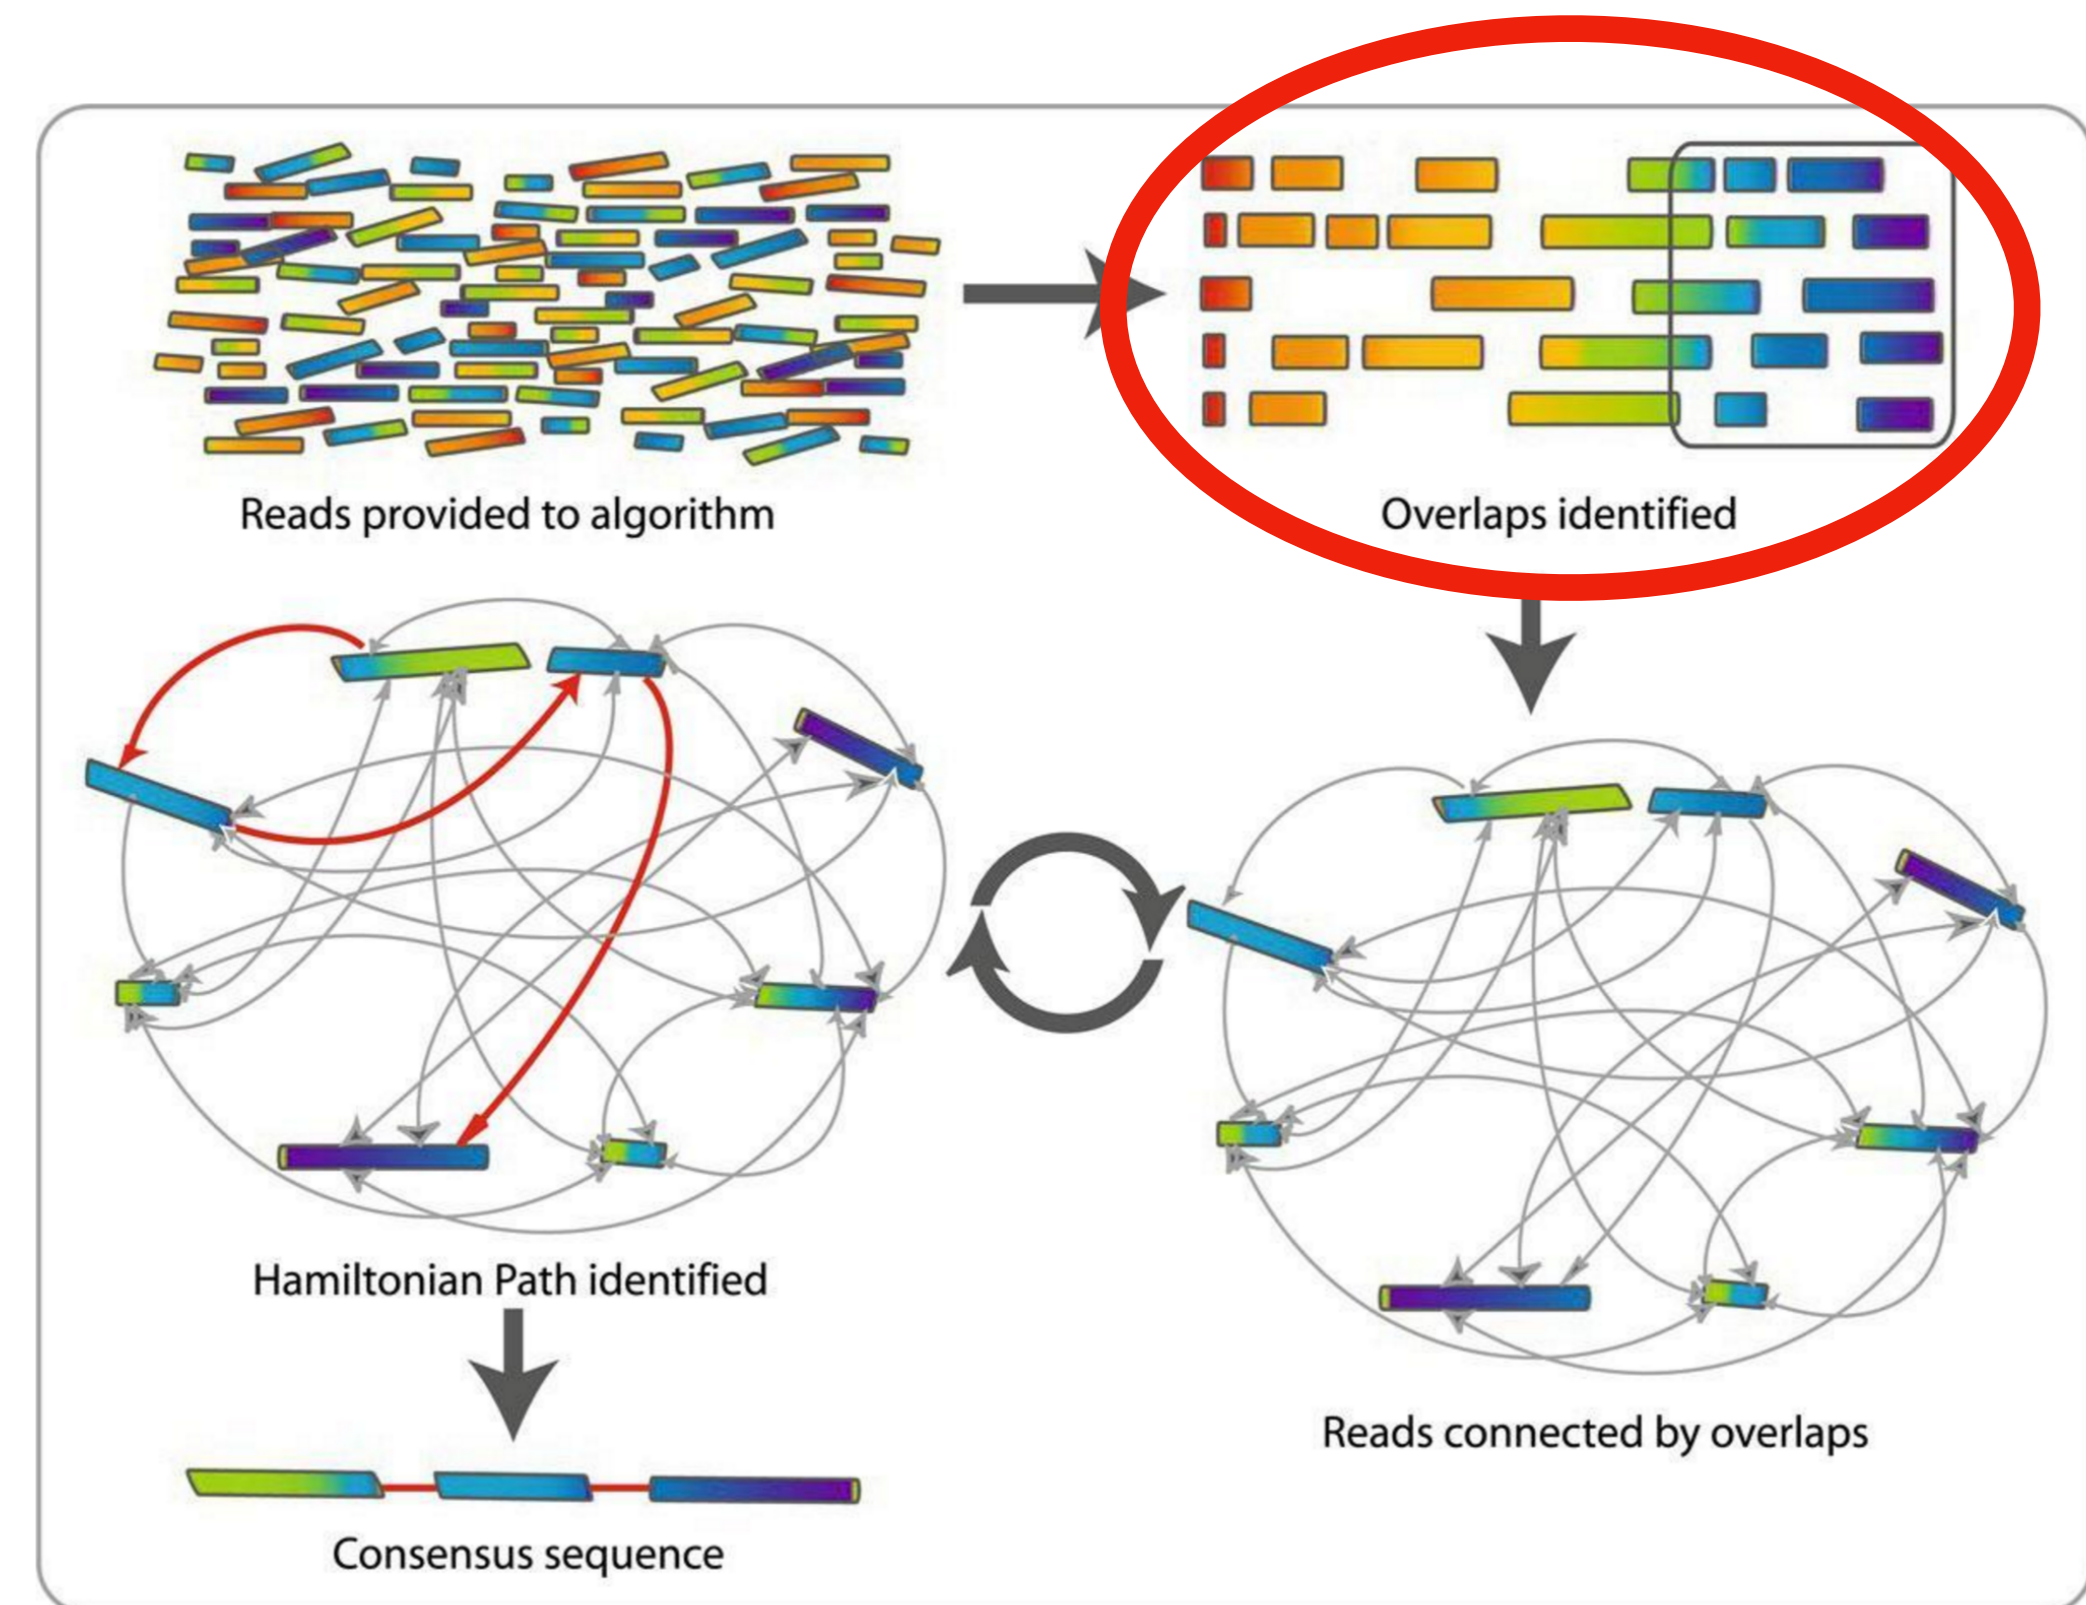 Reads provided to algorithm
Overlaps identified
Hamiltonian Path identified
Reads connected by overlaps
Consensus sequence